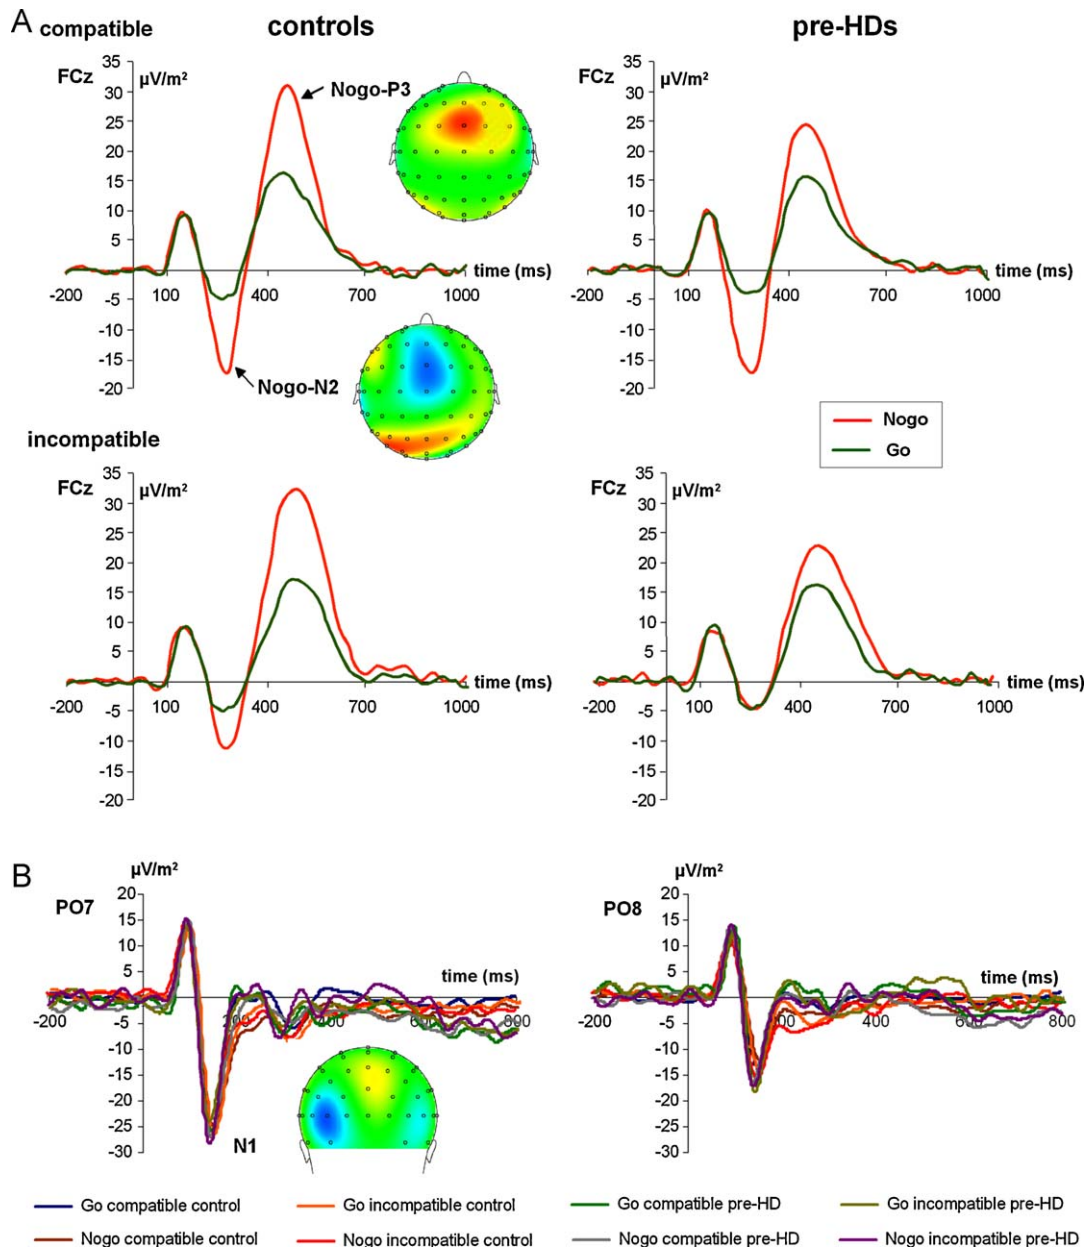 A compatible controls pre-HDs
FCz µV/m² FCz µV/m²
35 35
30 30
25 25
20 20
15 15
10 10
5 5
-5 -5
-10 -10
-15 -15
-20 -20
Nogo-P3
time (ms) time (ms)
-200 100 400 700 1000 -200 100 400 700 1000
Nogo-N2
Nogo
Go
incompatible
FCz µV/m² FCz µV/m²
35 35
30 30
25 25
20 20
15 15
10 10
5 5
-5 -5
-10 -10
-15 -15
-20 -20
time (ms) time (ms)
-200 100 400 700 1000 -200 100 400 700 1000
B
PO7 µV/m² PO8 µV/m²
20 20
15 15
10 10
5 5
-5 -5
-10 -10
-15 -15
-20 -20
-25 -25
-30 -30
time (ms) time (ms)
-200 200 400 600 800 -200 200 400 600 800
N1
Go compatible control Go incompatible control Go compatible pre-HD Go incompatible pre-HD
Nogo compatible control Nogo incompatible control Nogo compatible pre-HD Nogo incompatible pre-HD